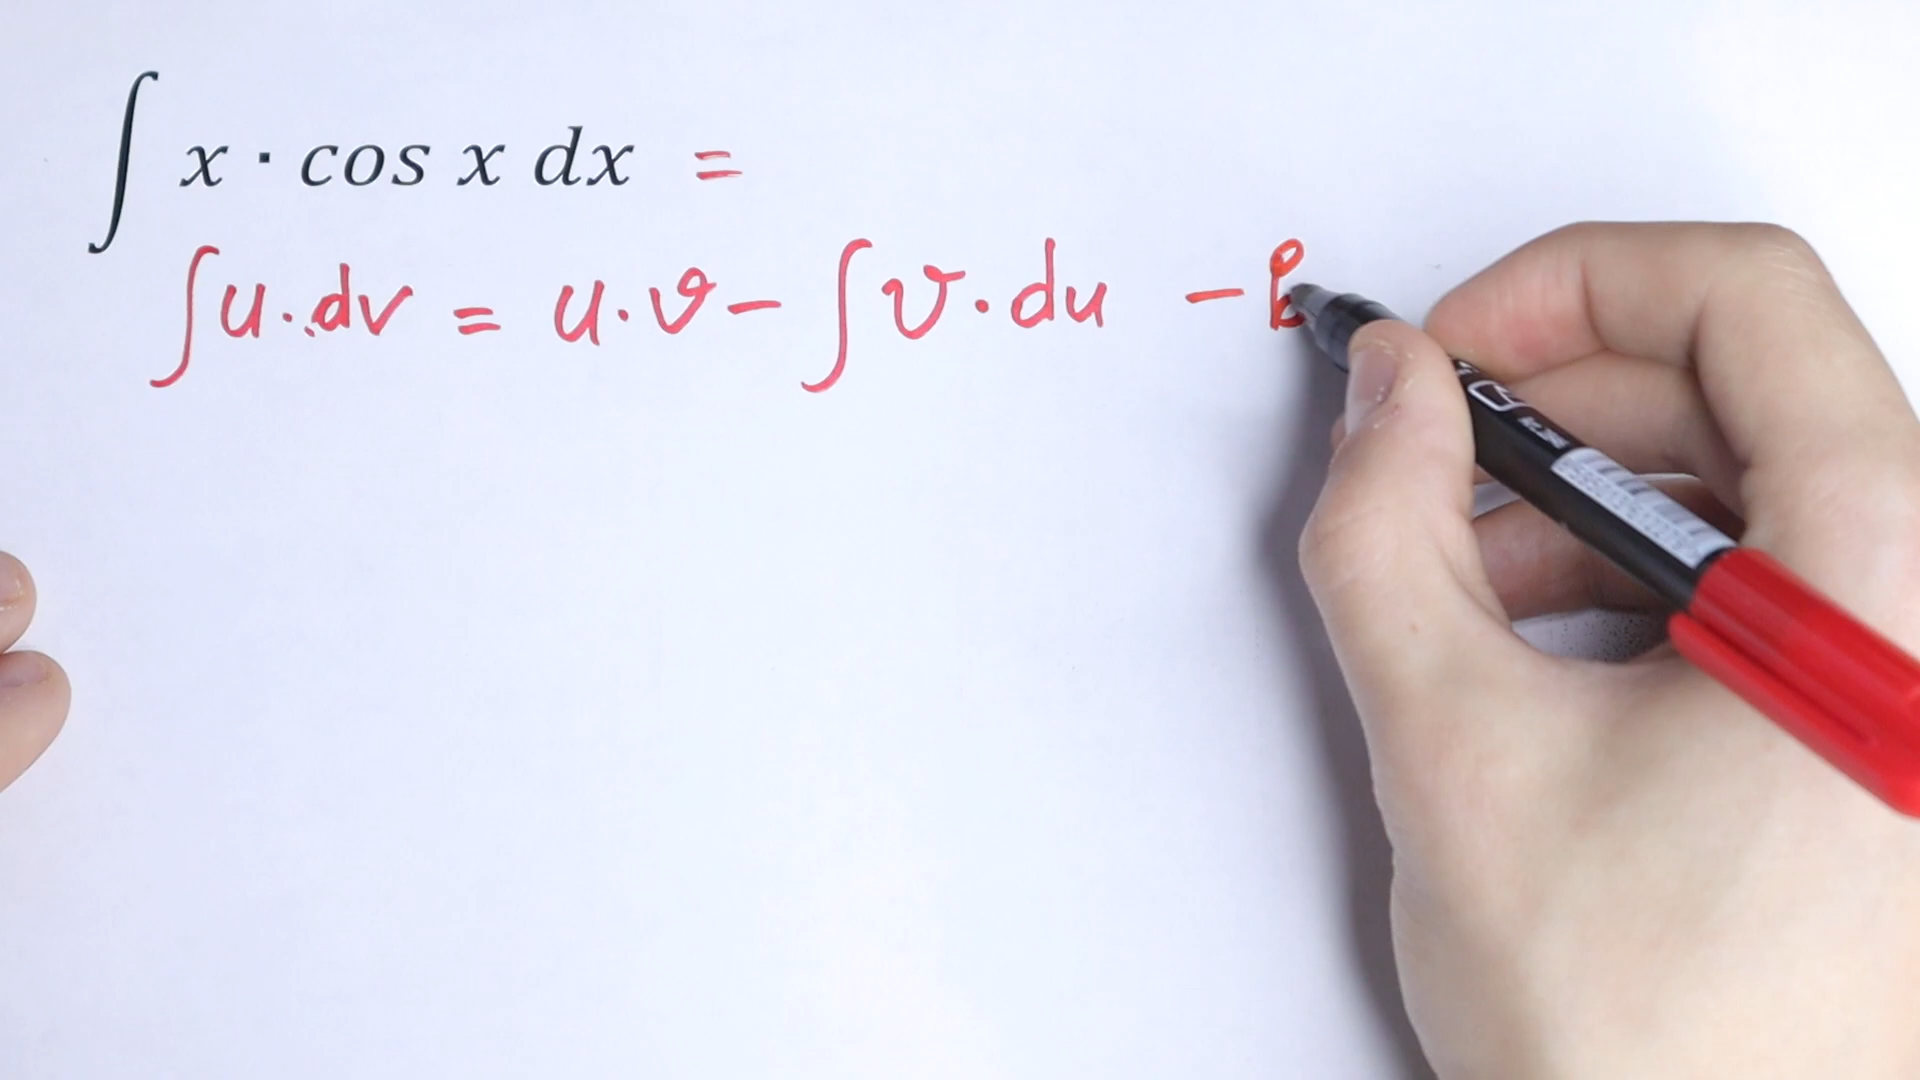 ∫ x · cos x dx =
∫ u · dv = u · v − ∫ v · du −